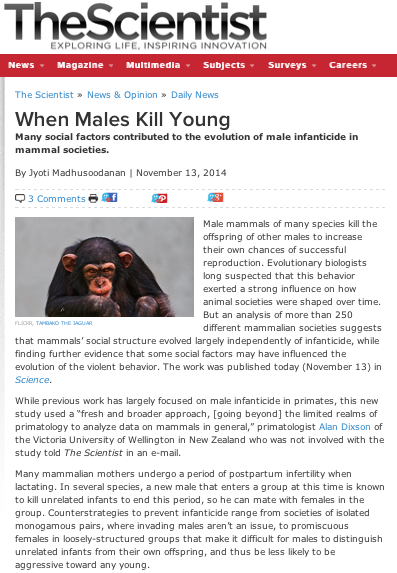 TheScientist
EXPLORING LIFE, INSPIRING INNOVATION
News Magazine Multimedia Subjects Surveys Careers
The Scientist » News & Opinion » Daily News
When Males Kill Young
Many social factors contributed to the evolution of male infanticide in
mammal societies.
By Jyoti Madhusoodanan | November 13, 2014
3 Comments
Male mammals of many species kill the
offspring of other males to increase
their own chances of successful
reproduction. Evolutionary biologists
long suspected that this behavior
exerted a strong influence on how
animal societies were shaped over time.
But an analysis of more than 250
different mammalian societies suggests
FLICKR, TAMBAKO THE JAGUAR
that mammals’ social structure evolved largely independently of infanticide, while
finding further evidence that some social factors may have influenced the
evolution of the violent behavior. The work was published today (November 13) in
Science.
While previous work has largely focused on male infanticide in primates, this new
study used a “fresh and broader approach, [going beyond] the limited realms of
primatology to analyze data on mammals in general,” primatologist Alan Dixson of
the Victoria University of Wellington in New Zealand who was not involved with the
study told The Scientist in an e-mail.
Many mammalian mothers undergo a period of postpartum infertility when
lactating. In several species, a new male that enters a group at this time is known
to kill unrelated infants to end this period, so he can mate with females in the
group. Counterstrategies to prevent infanticide range from societies of isolated
monogamous pairs, where invading males aren’t an issue, to promiscuous
females in loosely-structured groups that make it difficult for males to distinguish
unrelated infants from their own offspring, and thus be less likely to be
aggressive toward any young.